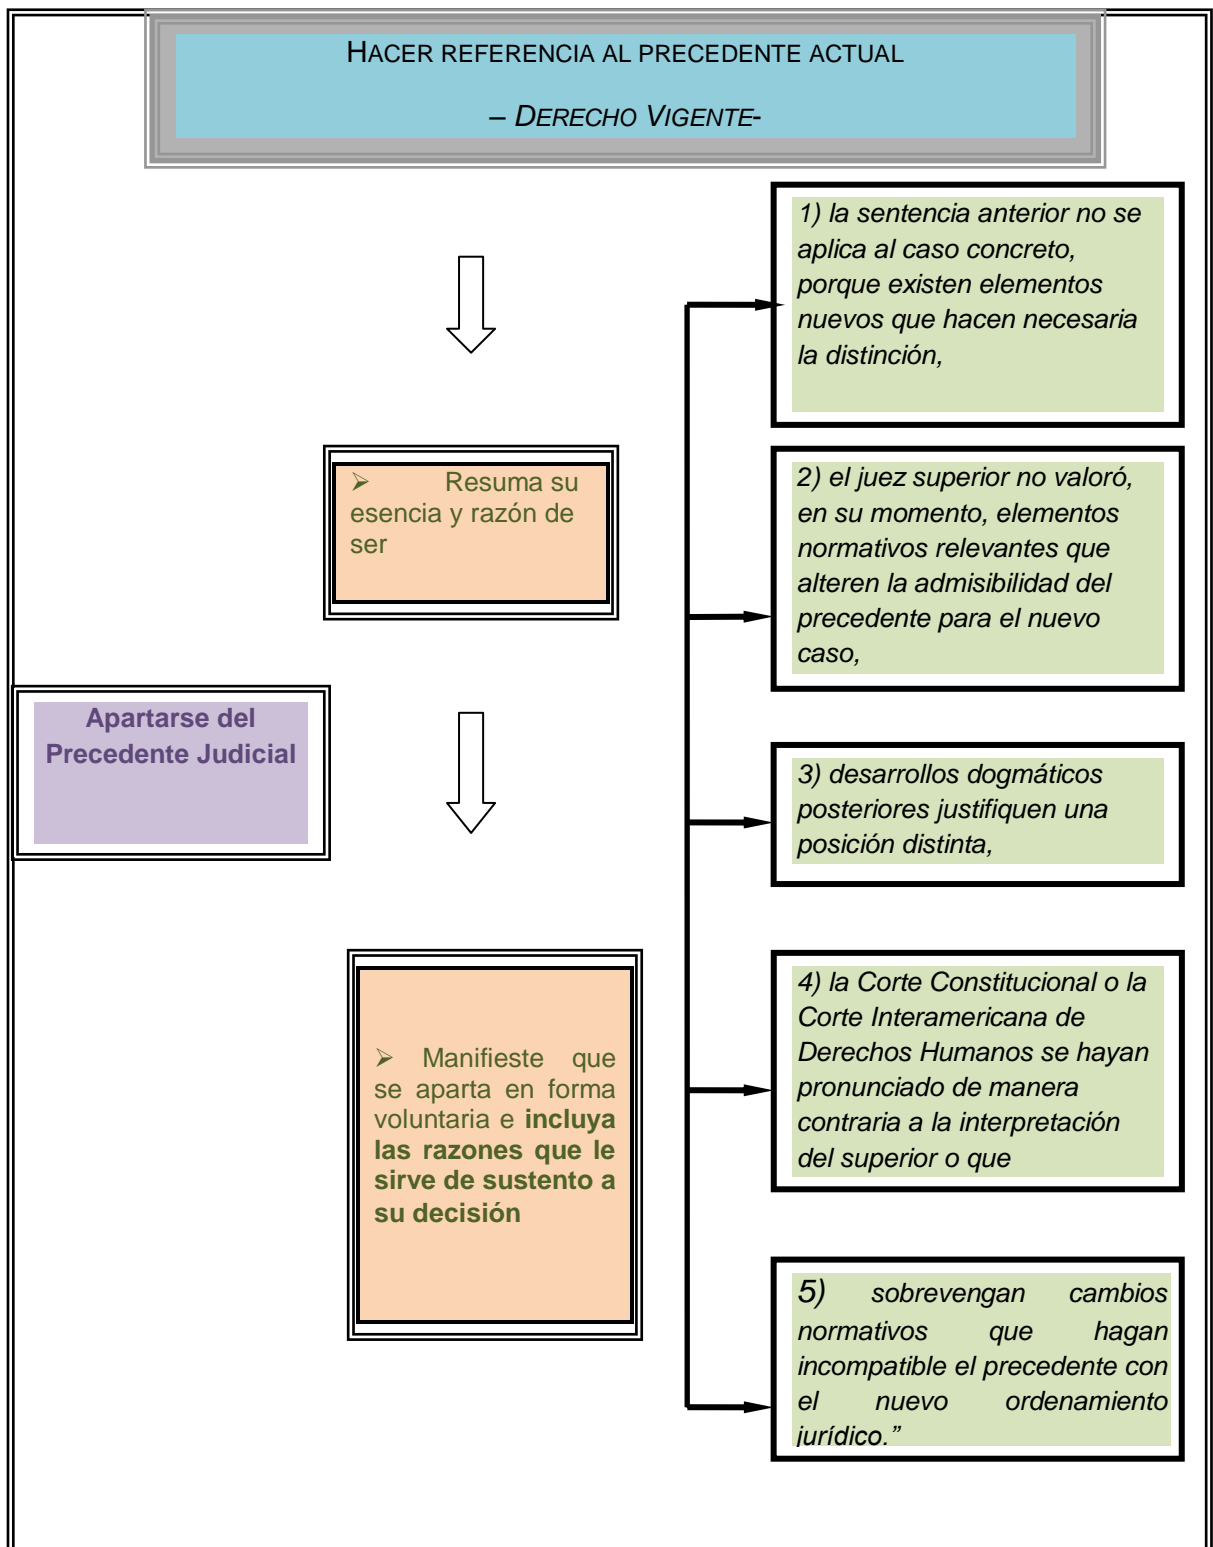 HACER REFERENCIA AL PRECEDENTE ACTUAL
– DERECHO VIGENTE-
Apartarse del
Precedente Judicial
➢ Resuma su
esencia y razón de
ser
➢ Manifieste que
se aparta en forma
voluntaria e incluya
las razones que le
sirve de sustento a
su decisión
1) la sentencia anterior no se
aplica al caso concreto,
porque existen elementos
nuevos que hacen necesaria
la distinción,
2) el juez superior no valoró,
en su momento, elementos
normativos relevantes que
alteren la admisibilidad del
precedente para el nuevo
caso,
3) desarrollos dogmáticos
posteriores justifiquen una
posición distinta,
4) la Corte Constitucional o la
Corte Interamericana de
Derechos Humanos se hayan
pronunciado de manera
contraria a la interpretación
del superior o que
5) sobrevengan cambios
normativos que hagan
incompatible el precedente con
el nuevo ordenamiento
jurídico.”